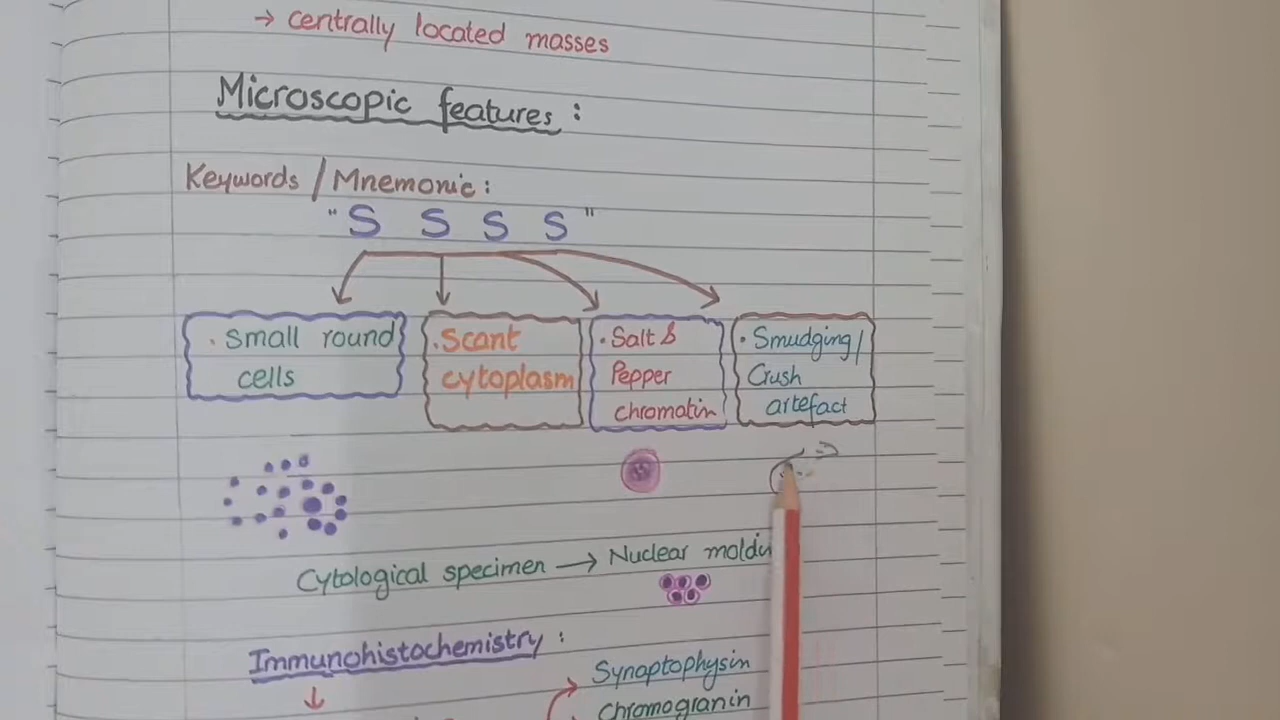 → centrally located masses
Microscopic features :
Keywords / Mnemonic :
" S S S S "
. small round
cells
. Scant
cytoplasm
. Salt &
Pepper
chromatin
. Smudging/
Crush
artefact
Cytological specimen → Nuclear
Immunohistochemistry :
Synaptophysin
Chromogranin